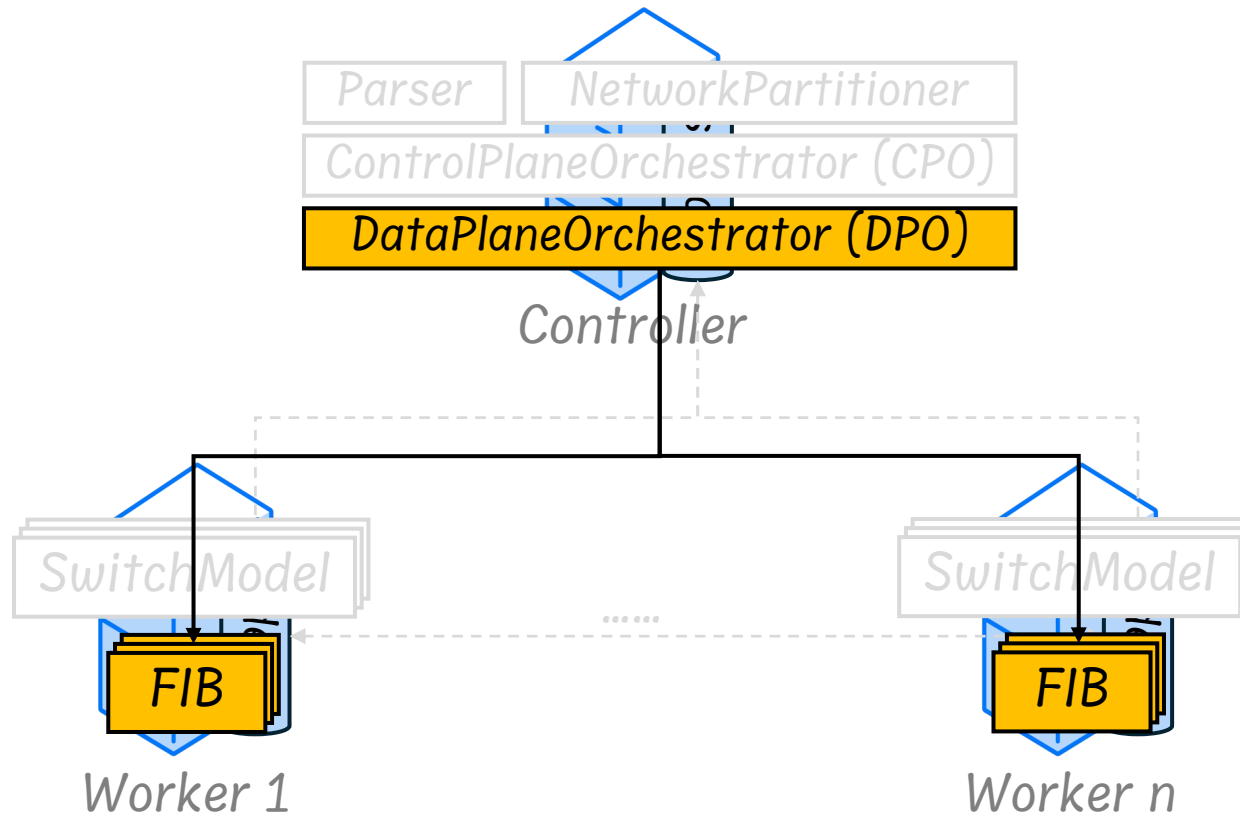 Parser
NetworkPartitioner
ControlPlaneOrchestrator (CPO)
DataPlaneOrchestrator (DPO)
Controller
SwitchModel
SwitchModel
......
FIB
FIB
Worker 1
Worker n